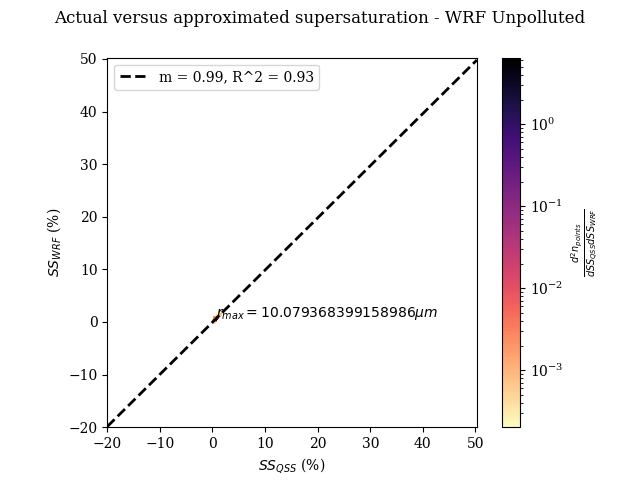 Actual versus approximated supersaturation - WRF Unpolluted
m = 0.99, R^2 = 0.93
50
40
30
20
10
0
−10
−20
SS_WRF (%)
r_max = 10.079368399158986μm
−20 −10 0 10 20 30 40 50
SS_QSS (%)
10^0
10^−1
10^−2
10^−3
d²n_points
dSS_QSS dSS_WRF